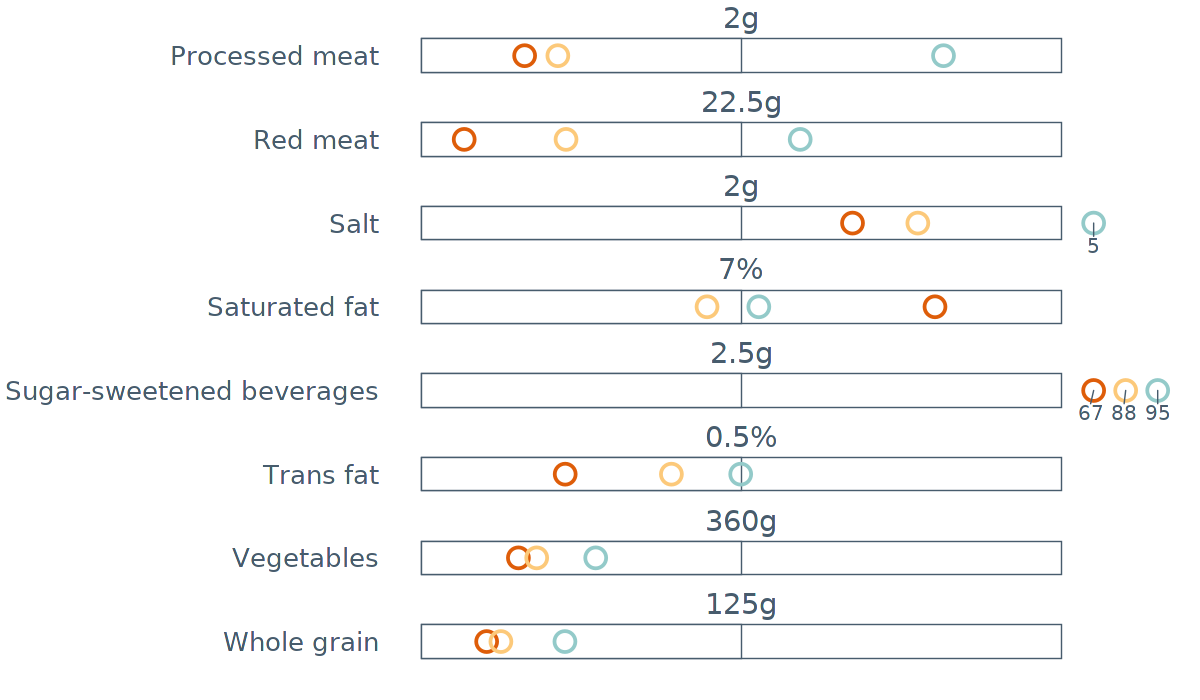 2g
Processed meat
22.5g
Red meat
2g
Salt
5
7%
Saturated fat
2.5g
Sugar-sweetened beverages
67 88 95
0.5%
Trans fat
360g
Vegetables
125g
Whole grain